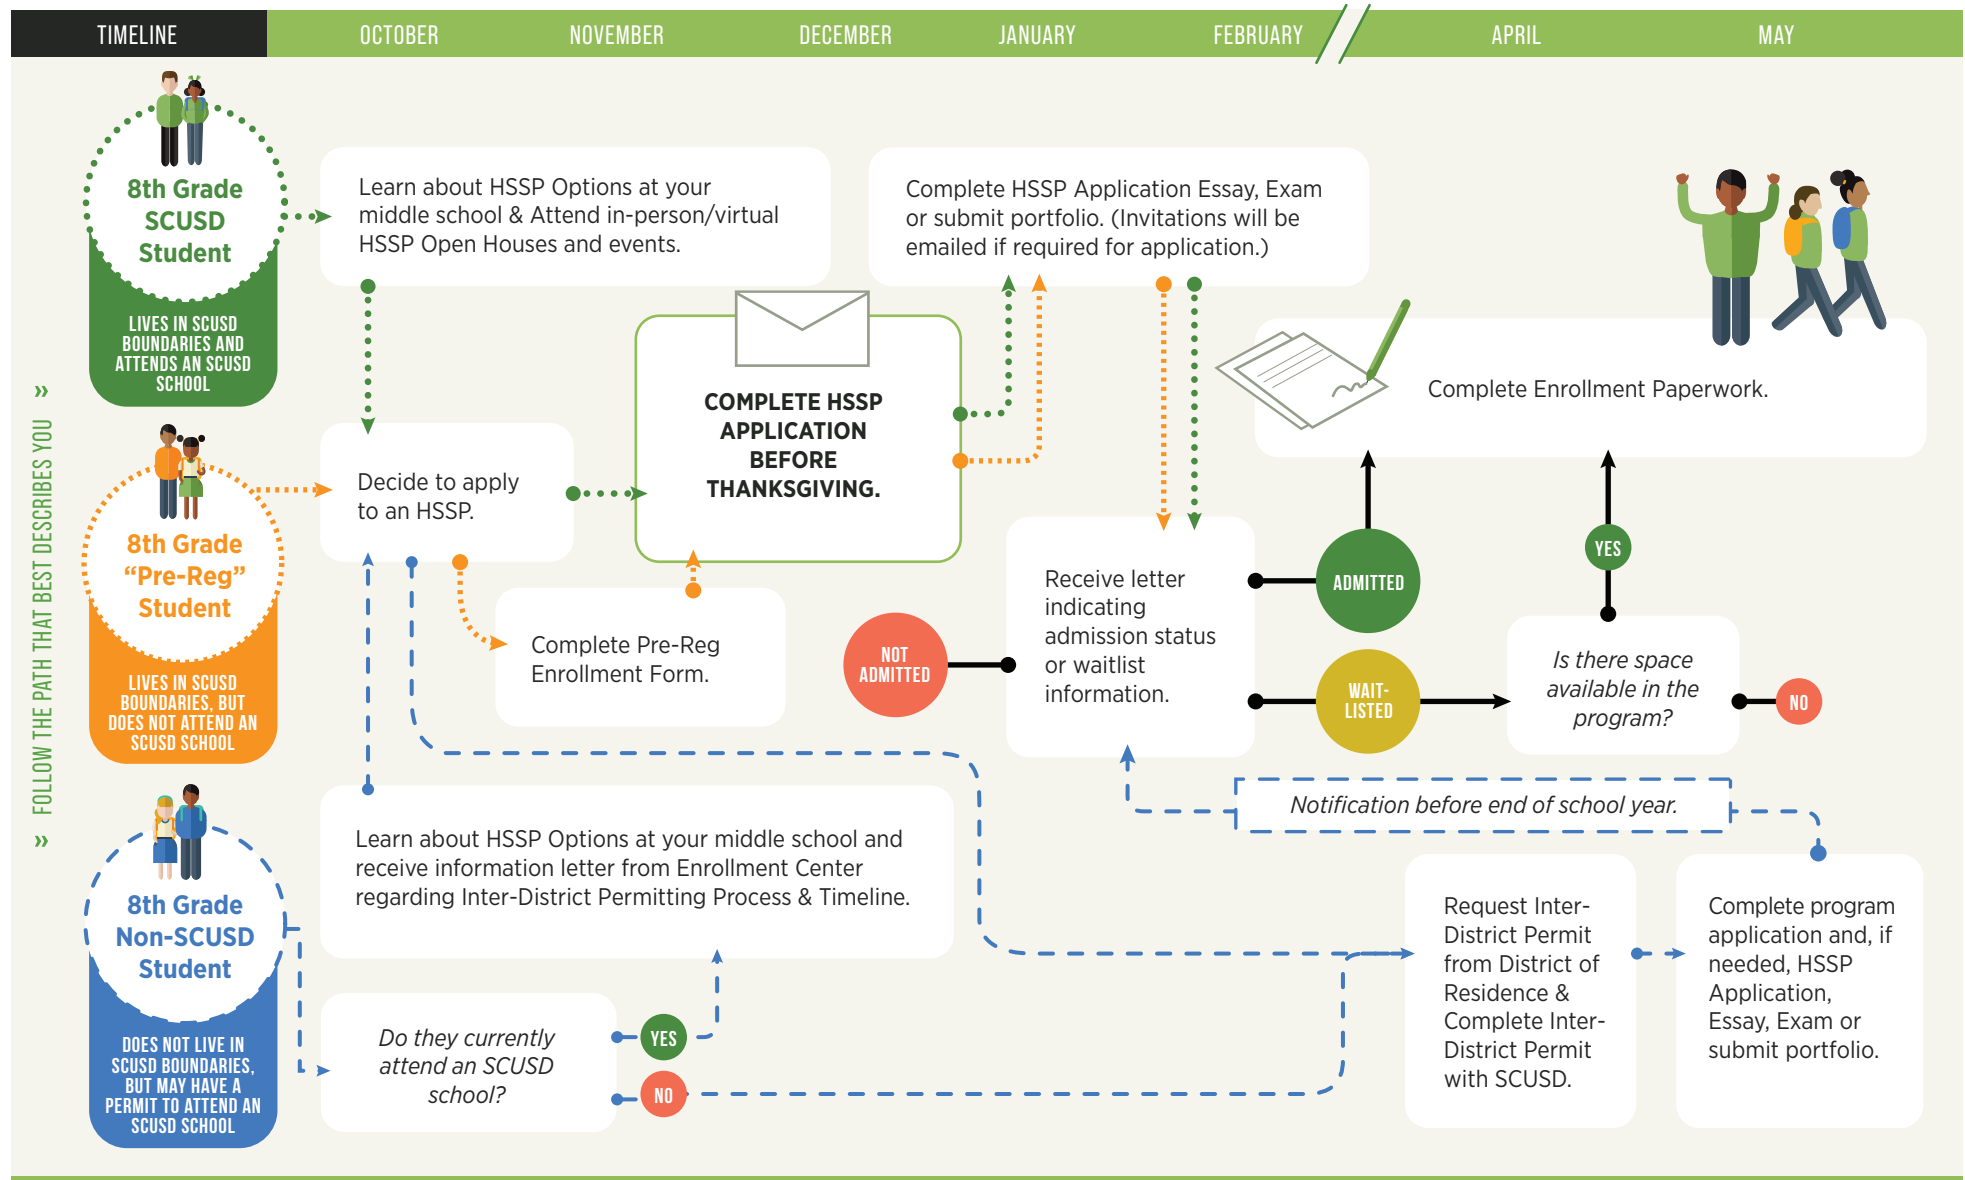 TIMELINE
OCTOBER
NOVEMBER
DECEMBER
JANUARY
FEBRUARY
APRIL
MAY
» FOLLOW THE PATH THAT BEST DESCRIBES YOU »
8th Grade
SCUSD
Student
LIVES IN SCUSD
BOUNDARIES AND
ATTENDS AN SCUSD
SCHOOL
Learn about HSSP Options at your
middle school & Attend in-person/virtual
HSSP Open Houses and events.
Complete HSSP Application Essay, Exam
or submit portfolio. (Invitations will be
emailed if required for application.)
COMPLETE HSSP
APPLICATION
BEFORE
THANKSGIVING.
Complete Enrollment Paperwork.
8th Grade
“Pre-Reg”
Student
LIVES IN SCUSD
BOUNDARIES, BUT
DOES NOT ATTEND AN
SCUSD SCHOOL
Decide to apply
to an HSSP.
Complete Pre-Reg
Enrollment Form.
NOT
ADMITTED
Receive letter
indicating
admission status
or waitlist
information.
ADMITTED
WAIT-
LISTED
YES
Is there space
available in the
program?
NO
Notification before end of school year.
8th Grade
Non-SCUSD
Student
DOES NOT LIVE IN
SCUSD BOUNDARIES,
BUT MAY HAVE A
PERMIT TO ATTEND AN
SCUSD SCHOOL
Learn about HSSP Options at your middle school and
receive information letter from Enrollment Center
regarding Inter-District Permitting Process & Timeline.
Do they currently
attend an SCUSD
school?
YES
NO
Request Inter-
District Permit
from District of
Residence &
Complete Inter-
District Permit
with SCUSD.
Complete program
application and, if
needed, HSSP
Application,
Essay, Exam or
submit portfolio.